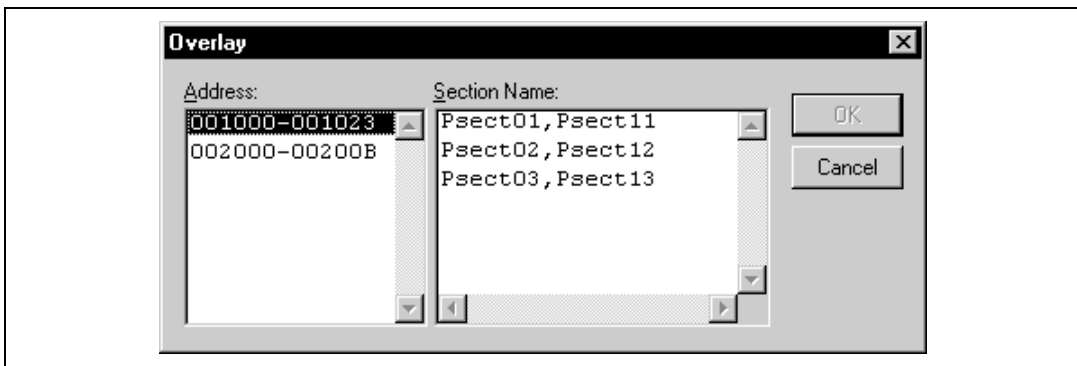 Overlay
Address:
Section Name:
001000-001023
002000-00200B
Psect01,Psect11
Psect02,Psect12
Psect03,Psect13
OK
Cancel